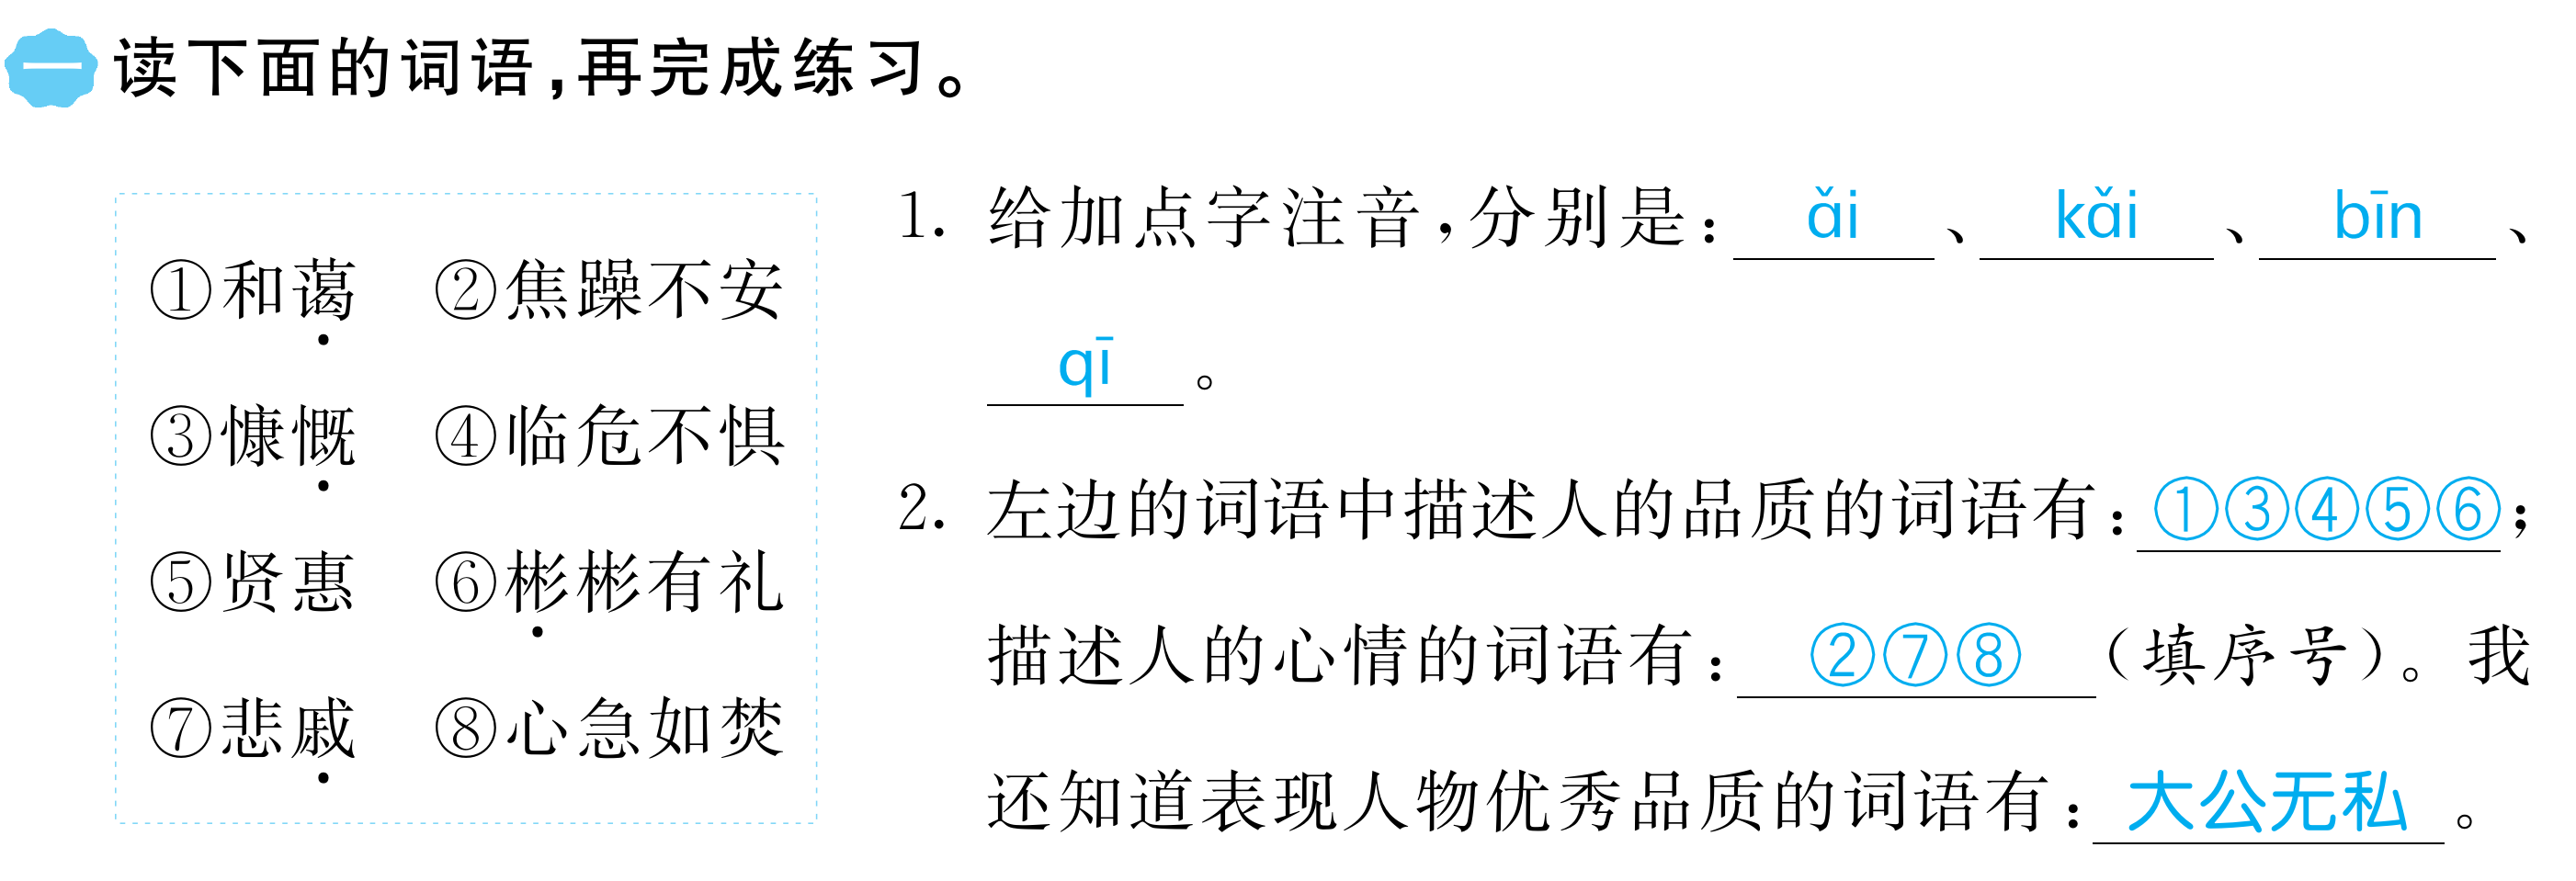 一 读下面的词语,再完成练习。
①和蔼 ②焦躁不安
③慷慨 ④临危不惧
⑤贤惠 ⑥彬彬有礼
⑦悲戚 ⑧心急如焚
1. 给加点字注音,分别是: ǎi 、 kǎi 、 bīn 、
qī 。
2. 左边的词语中描述人的品质的词语有:①③④⑤⑥;
描述人的心情的词语有: ②⑦⑧ (填序号)。我
还知道表现人物优秀品质的词语有: 大公无私 。